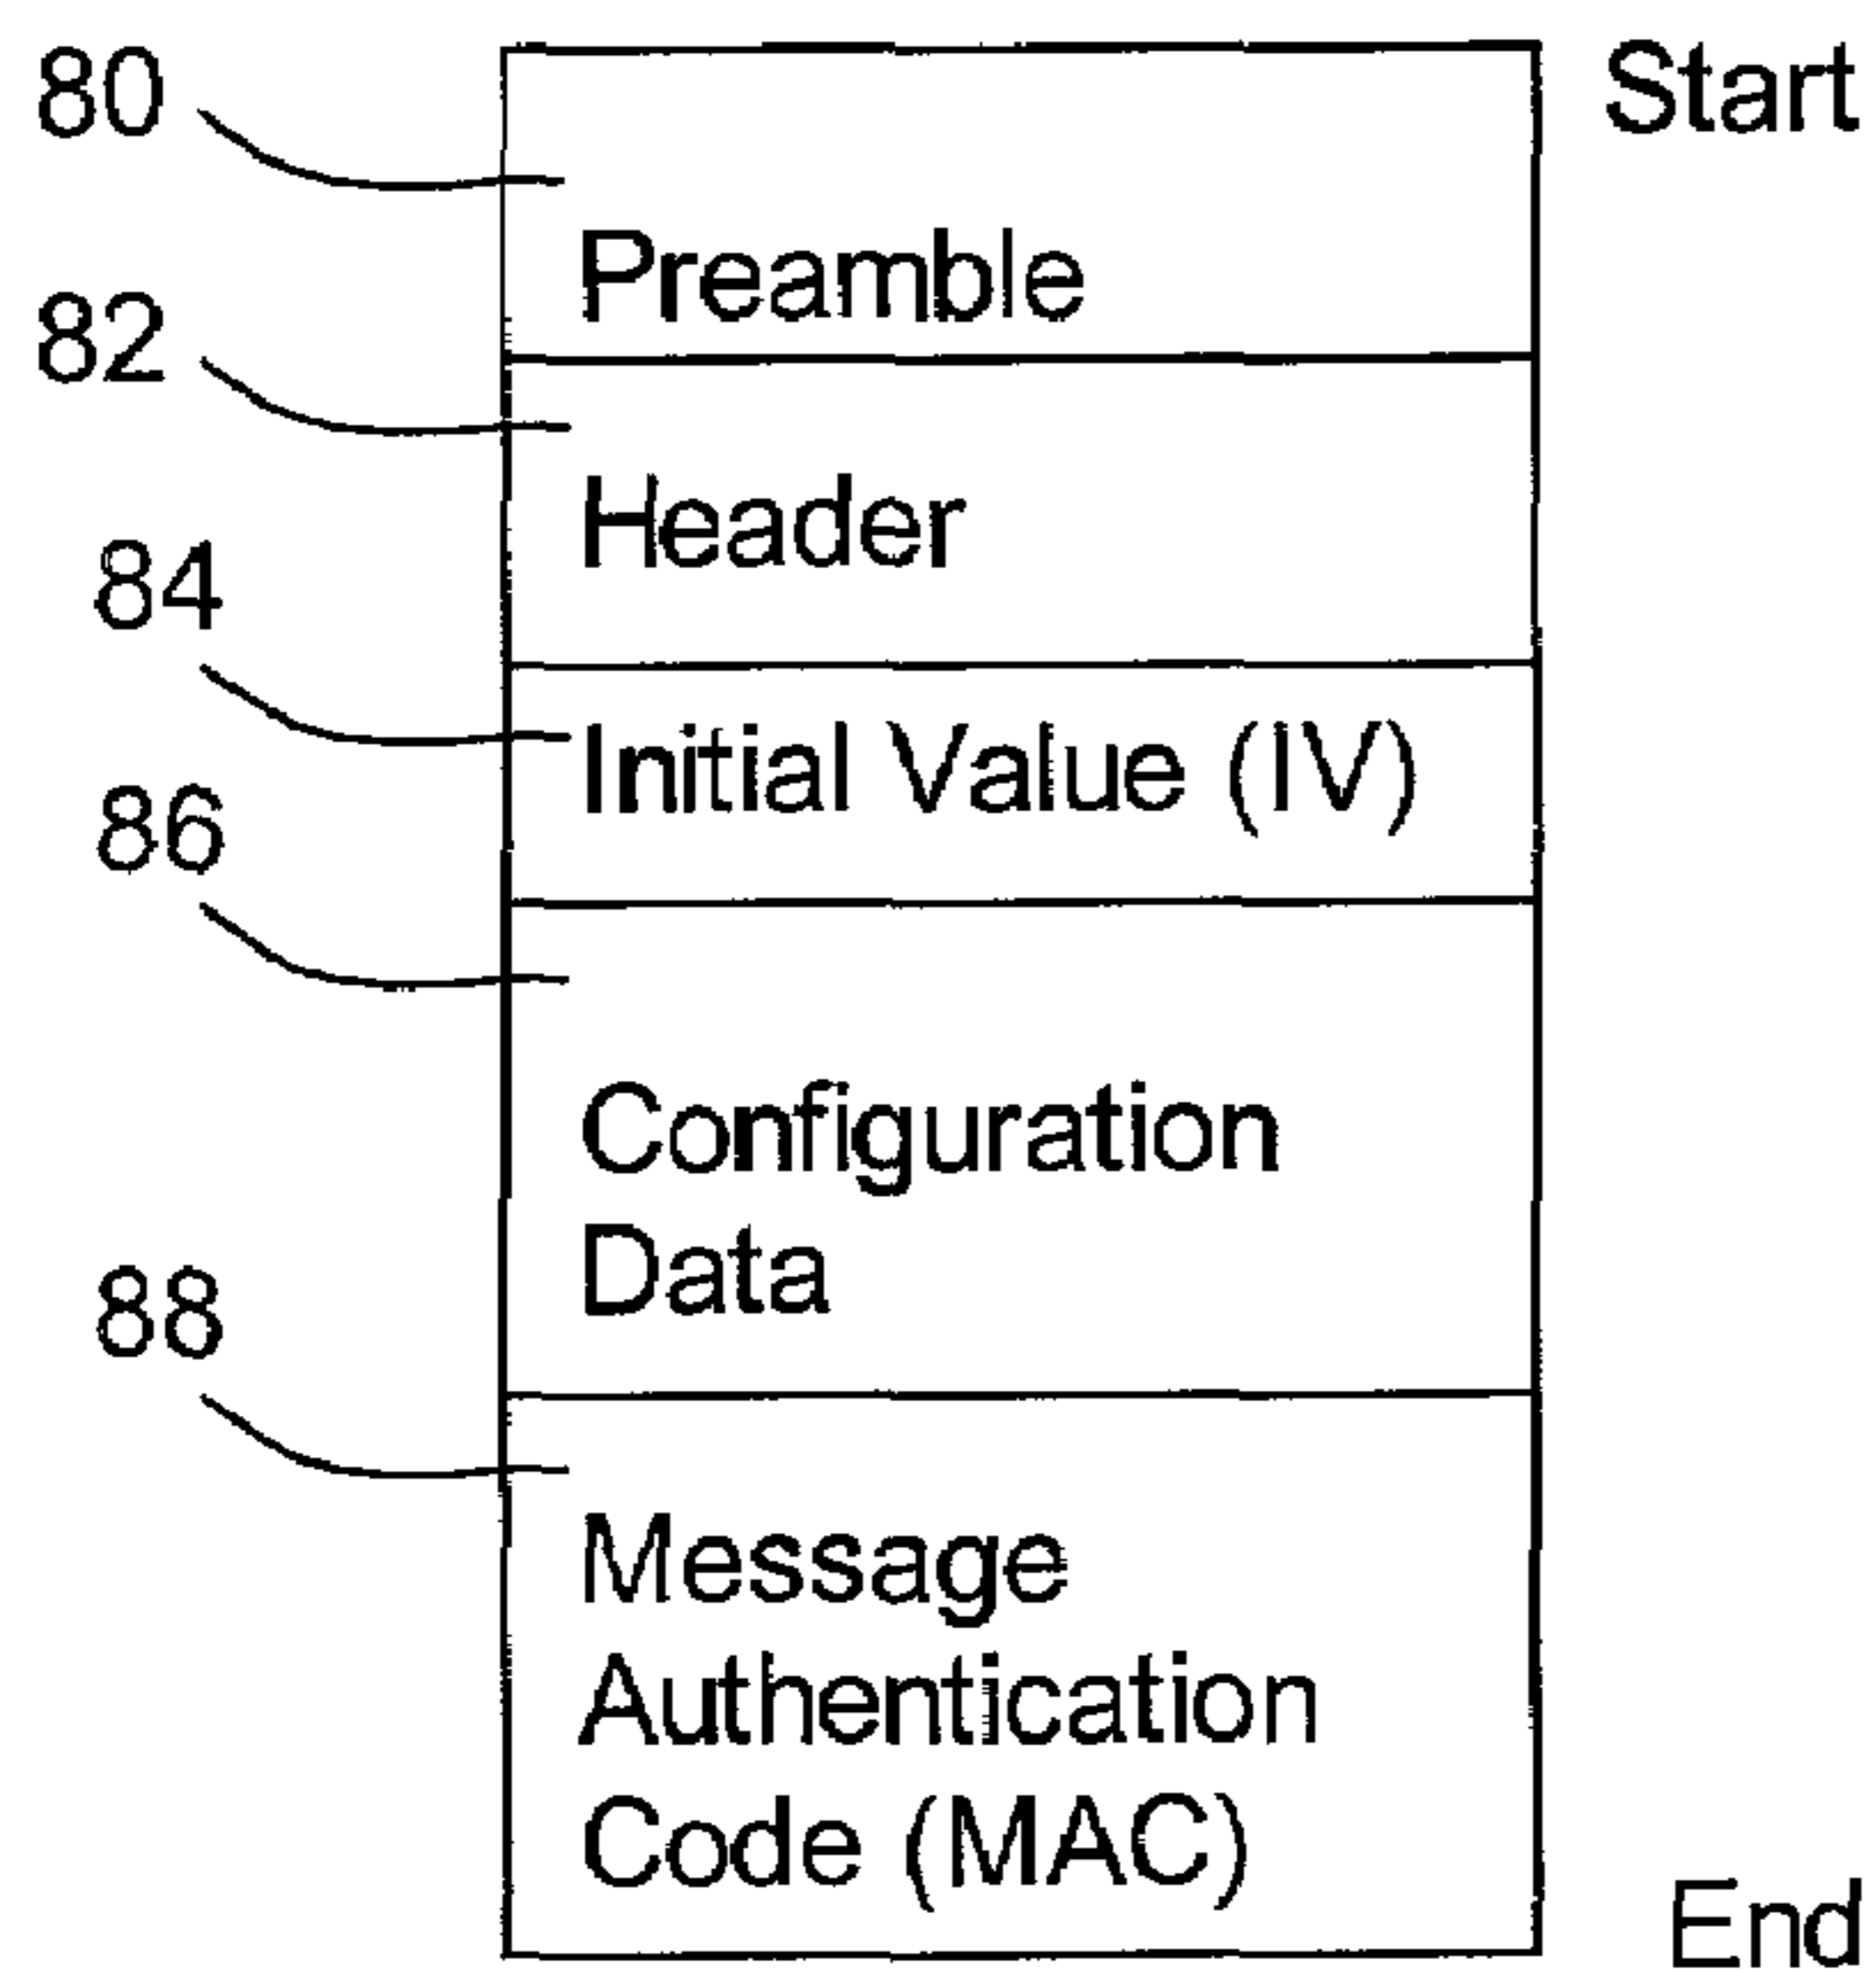 80
Start
Preamble
82
Header
84
Initial Value (IV)
86
Configuration
Data
88
Message
Authentication
Code (MAC)
End